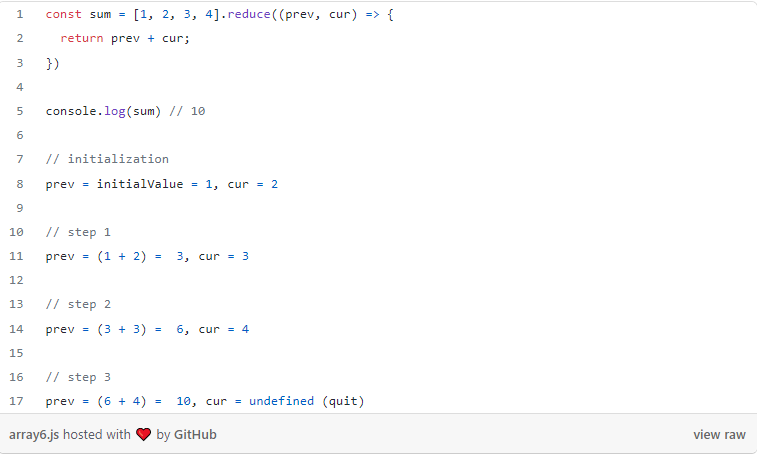 1 const sum = [1, 2, 3, 4].reduce((prev, cur) => {
2 return prev + cur;
3 })
4
5 console.log(sum) // 10
6
7 // initialization
8 prev = initialValue = 1, cur = 2
9
10 // step 1
11 prev = (1 + 2) =  3, cur = 3
12
13 // step 2
14 prev = (3 + 3) =  6, cur = 4
15
16 // step 3
17 prev = (6 + 4) =  10, cur = undefined (quit)
array6.js hosted with ❤ by GitHub view raw